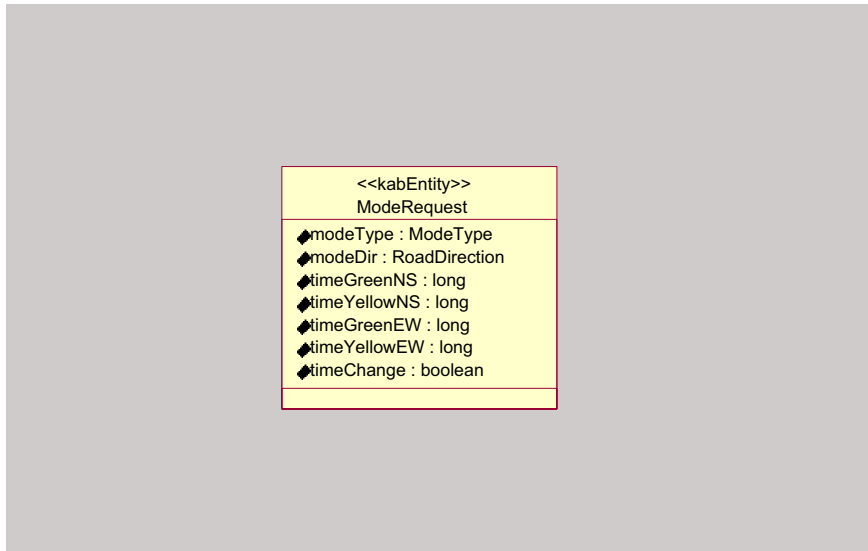 <<kabEntity>>
ModeRequest
modeType : ModeType
modeDir : RoadDirection
timeGreenNS : long
timeYellowNS : long
timeGreenEW : long
timeYellowEW : long
timeChange : boolean